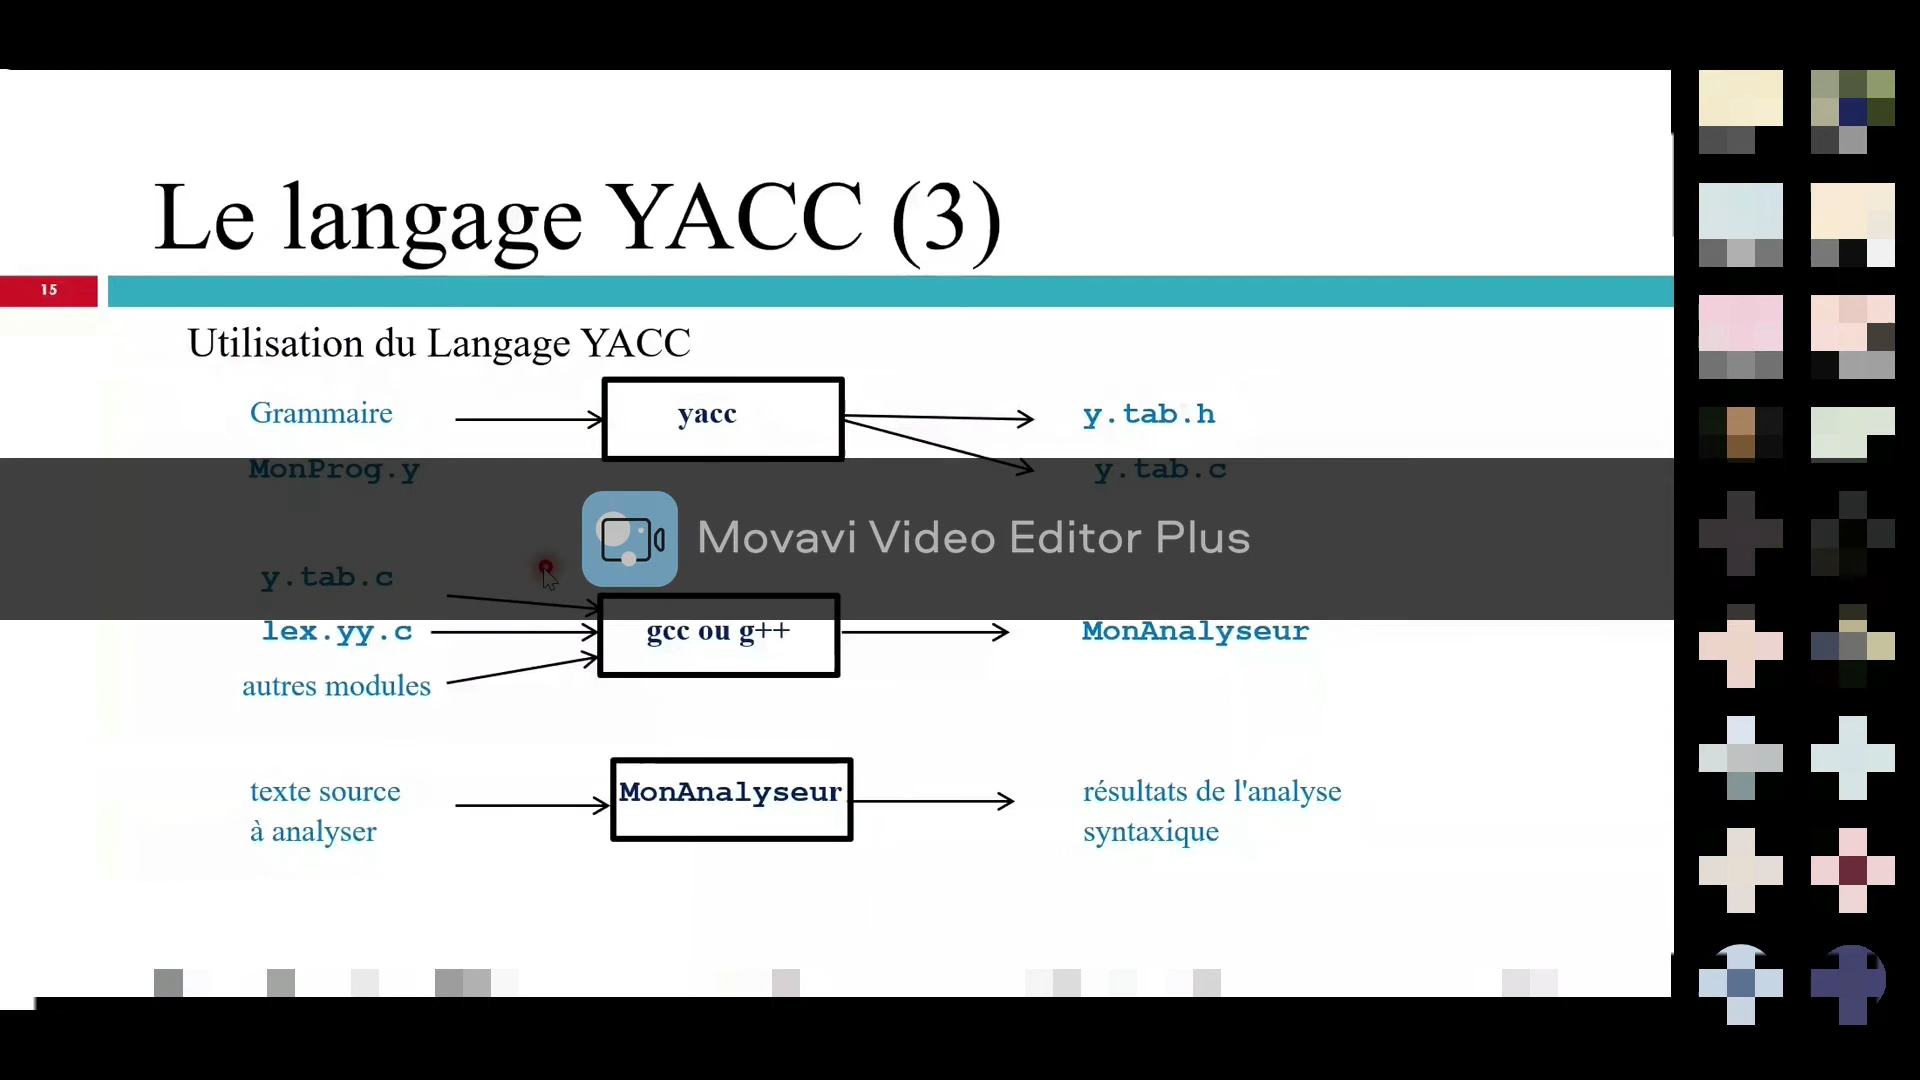 Le langage YACC (3)
15
Utilisation du Langage YACC
Grammaire
yacc
y.tab.h
MonProg.y
y.tab.c
Movavi Video Editor Plus
y.tab.c
lex.yy.c
gcc ou g++
MonAnalyseur
autres modules
texte source
à analyser
MonAnalyseur
résultats de l'analyse
syntaxique